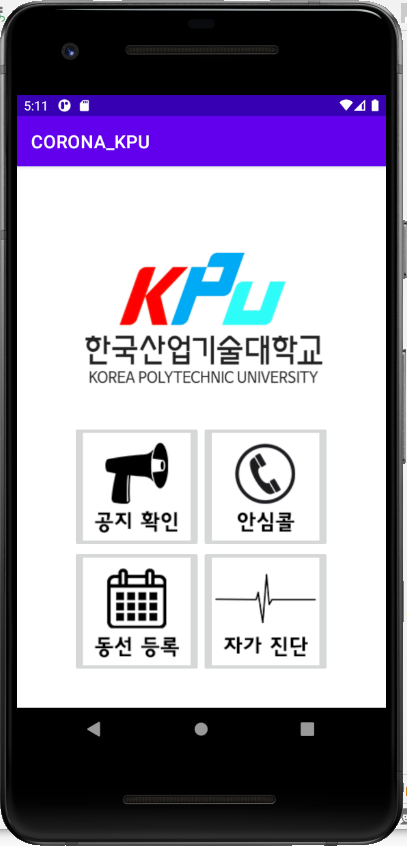 5:11
CORONA_KPU
KPU
한국산업기술대학교
KOREA POLYTECHNIC UNIVERSITY
공지 확인
안심콜
동선 등록
자가 진단